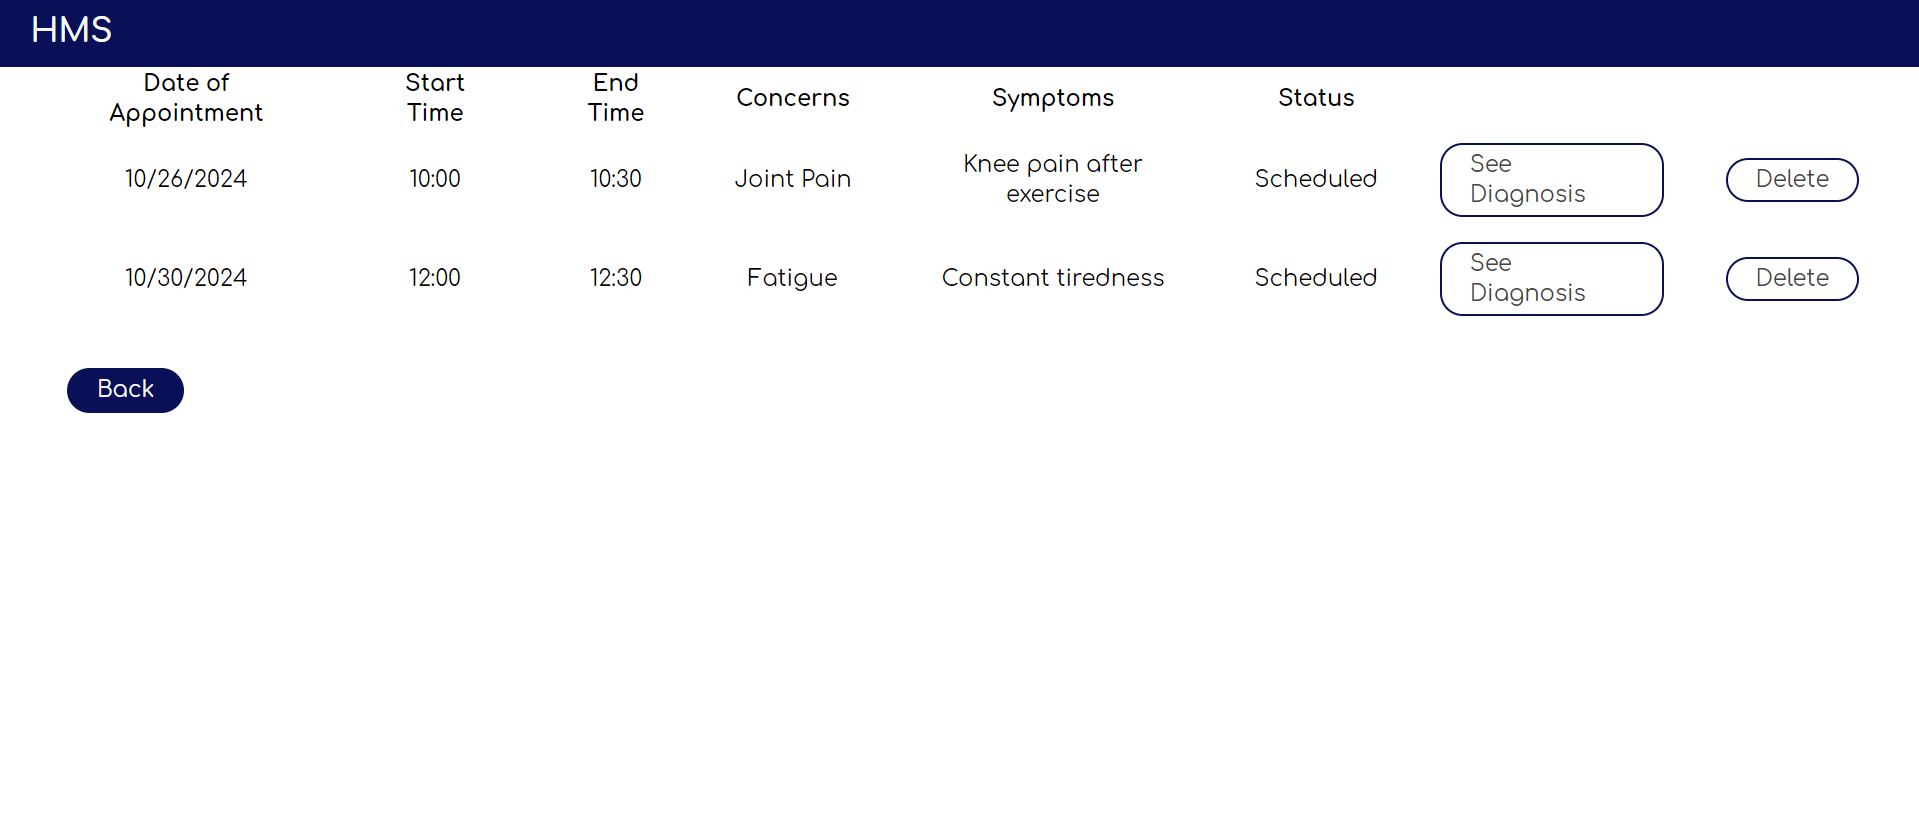 HMS
Date of Appointment Start Time End Time Concerns Symptoms Status
10/26/2024 10:00 10:30 Joint Pain Knee pain after exercise Scheduled See Diagnosis Delete
10/30/2024 12:00 12:30 Fatigue Constant tiredness Scheduled See Diagnosis Delete
Back